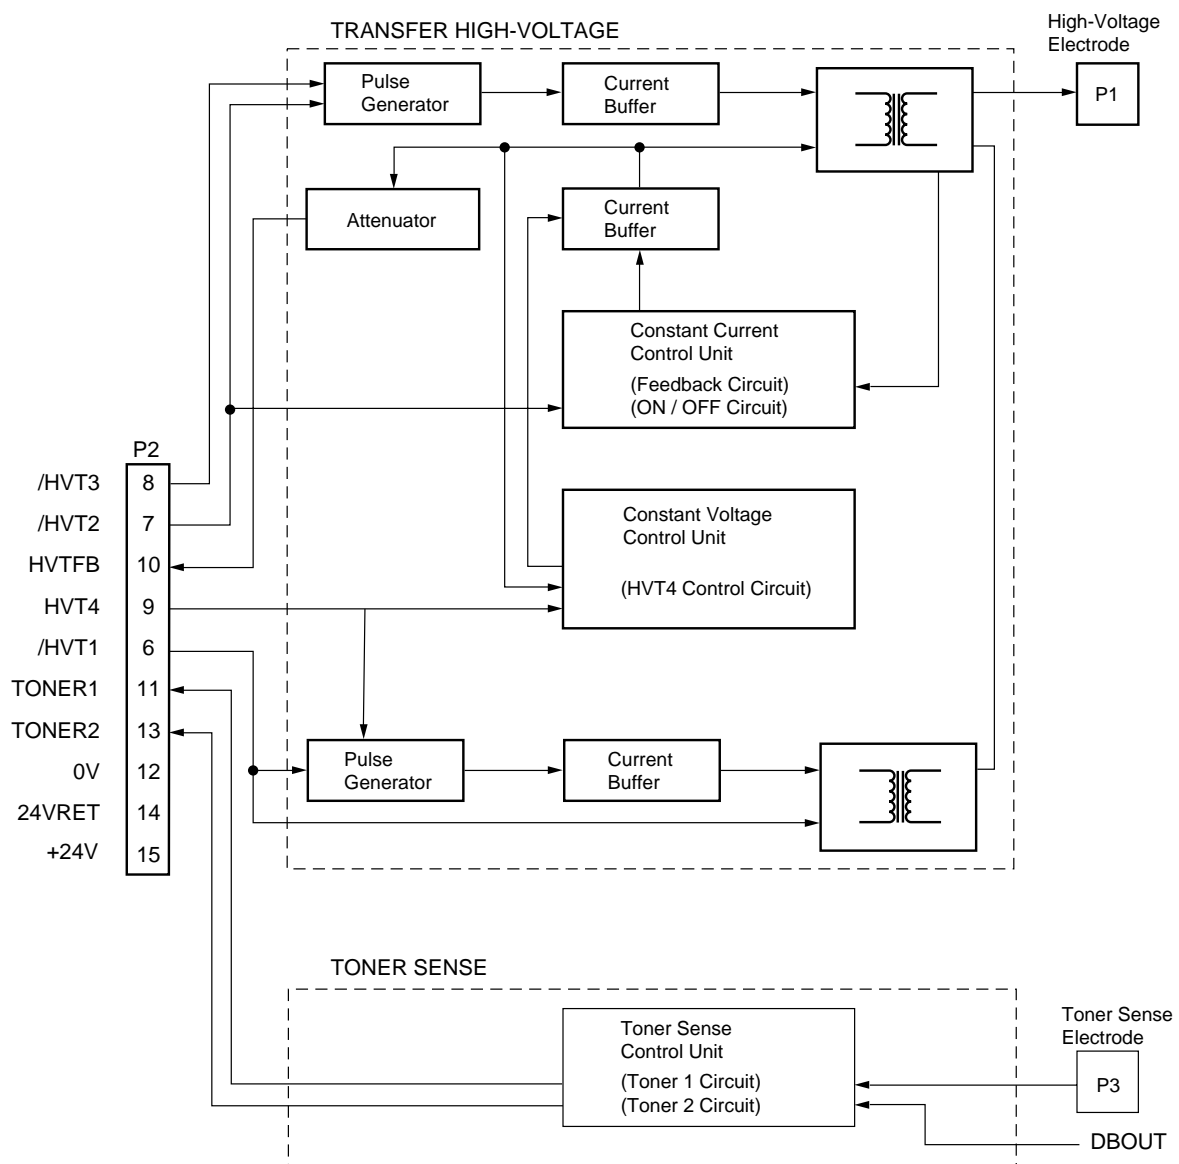 TRANSFER HIGH-VOLTAGE
High-Voltage
Electrode
Pulse
Generator
Current
Buffer
P1
Attenuator
Current
Buffer
Constant Current
Control Unit
(Feedback Circuit)
(ON / OFF Circuit)
P2
/HVT3 8
/HVT2 7
HVTFB 10
HVT4 9
/HVT1 6
TONER1 11
TONER2 13
0V 12
24VRET 14
+24V 15
Constant Voltage
Control Unit
(HVT4 Control Circuit)
Pulse
Generator
Current
Buffer
TONER SENSE
Toner Sense
Control Unit
(Toner 1 Circuit)
(Toner 2 Circuit)
Toner Sense
Electrode
P3
DBOUT